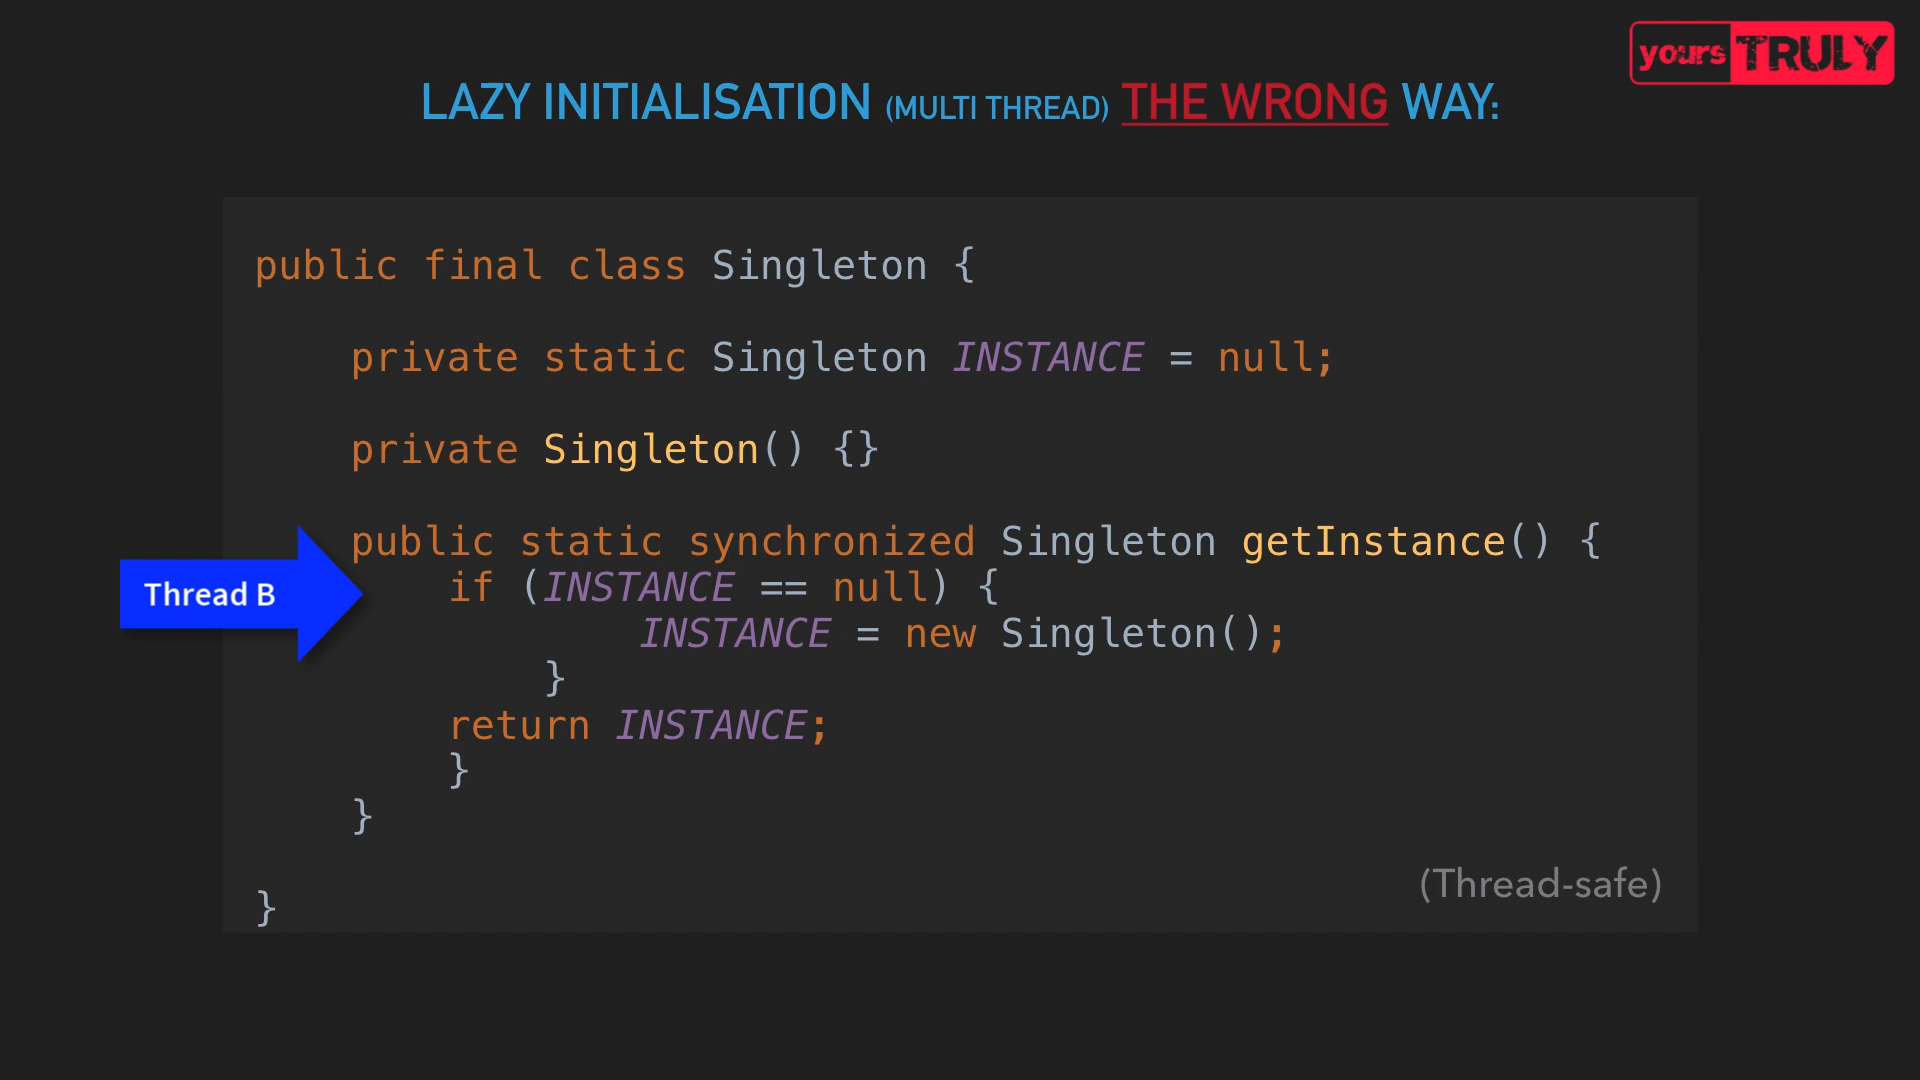 yours TRULY
LAZY INITIALISATION (MULTI THREAD) THE WRONG WAY:
public final class Singleton {
private static Singleton INSTANCE = null;
private Singleton() {}
public static synchronized Singleton getInstance() {
Thread B
if (INSTANCE == null) {
INSTANCE = new Singleton();
}
return INSTANCE;
}
}
(Thread-safe)
}